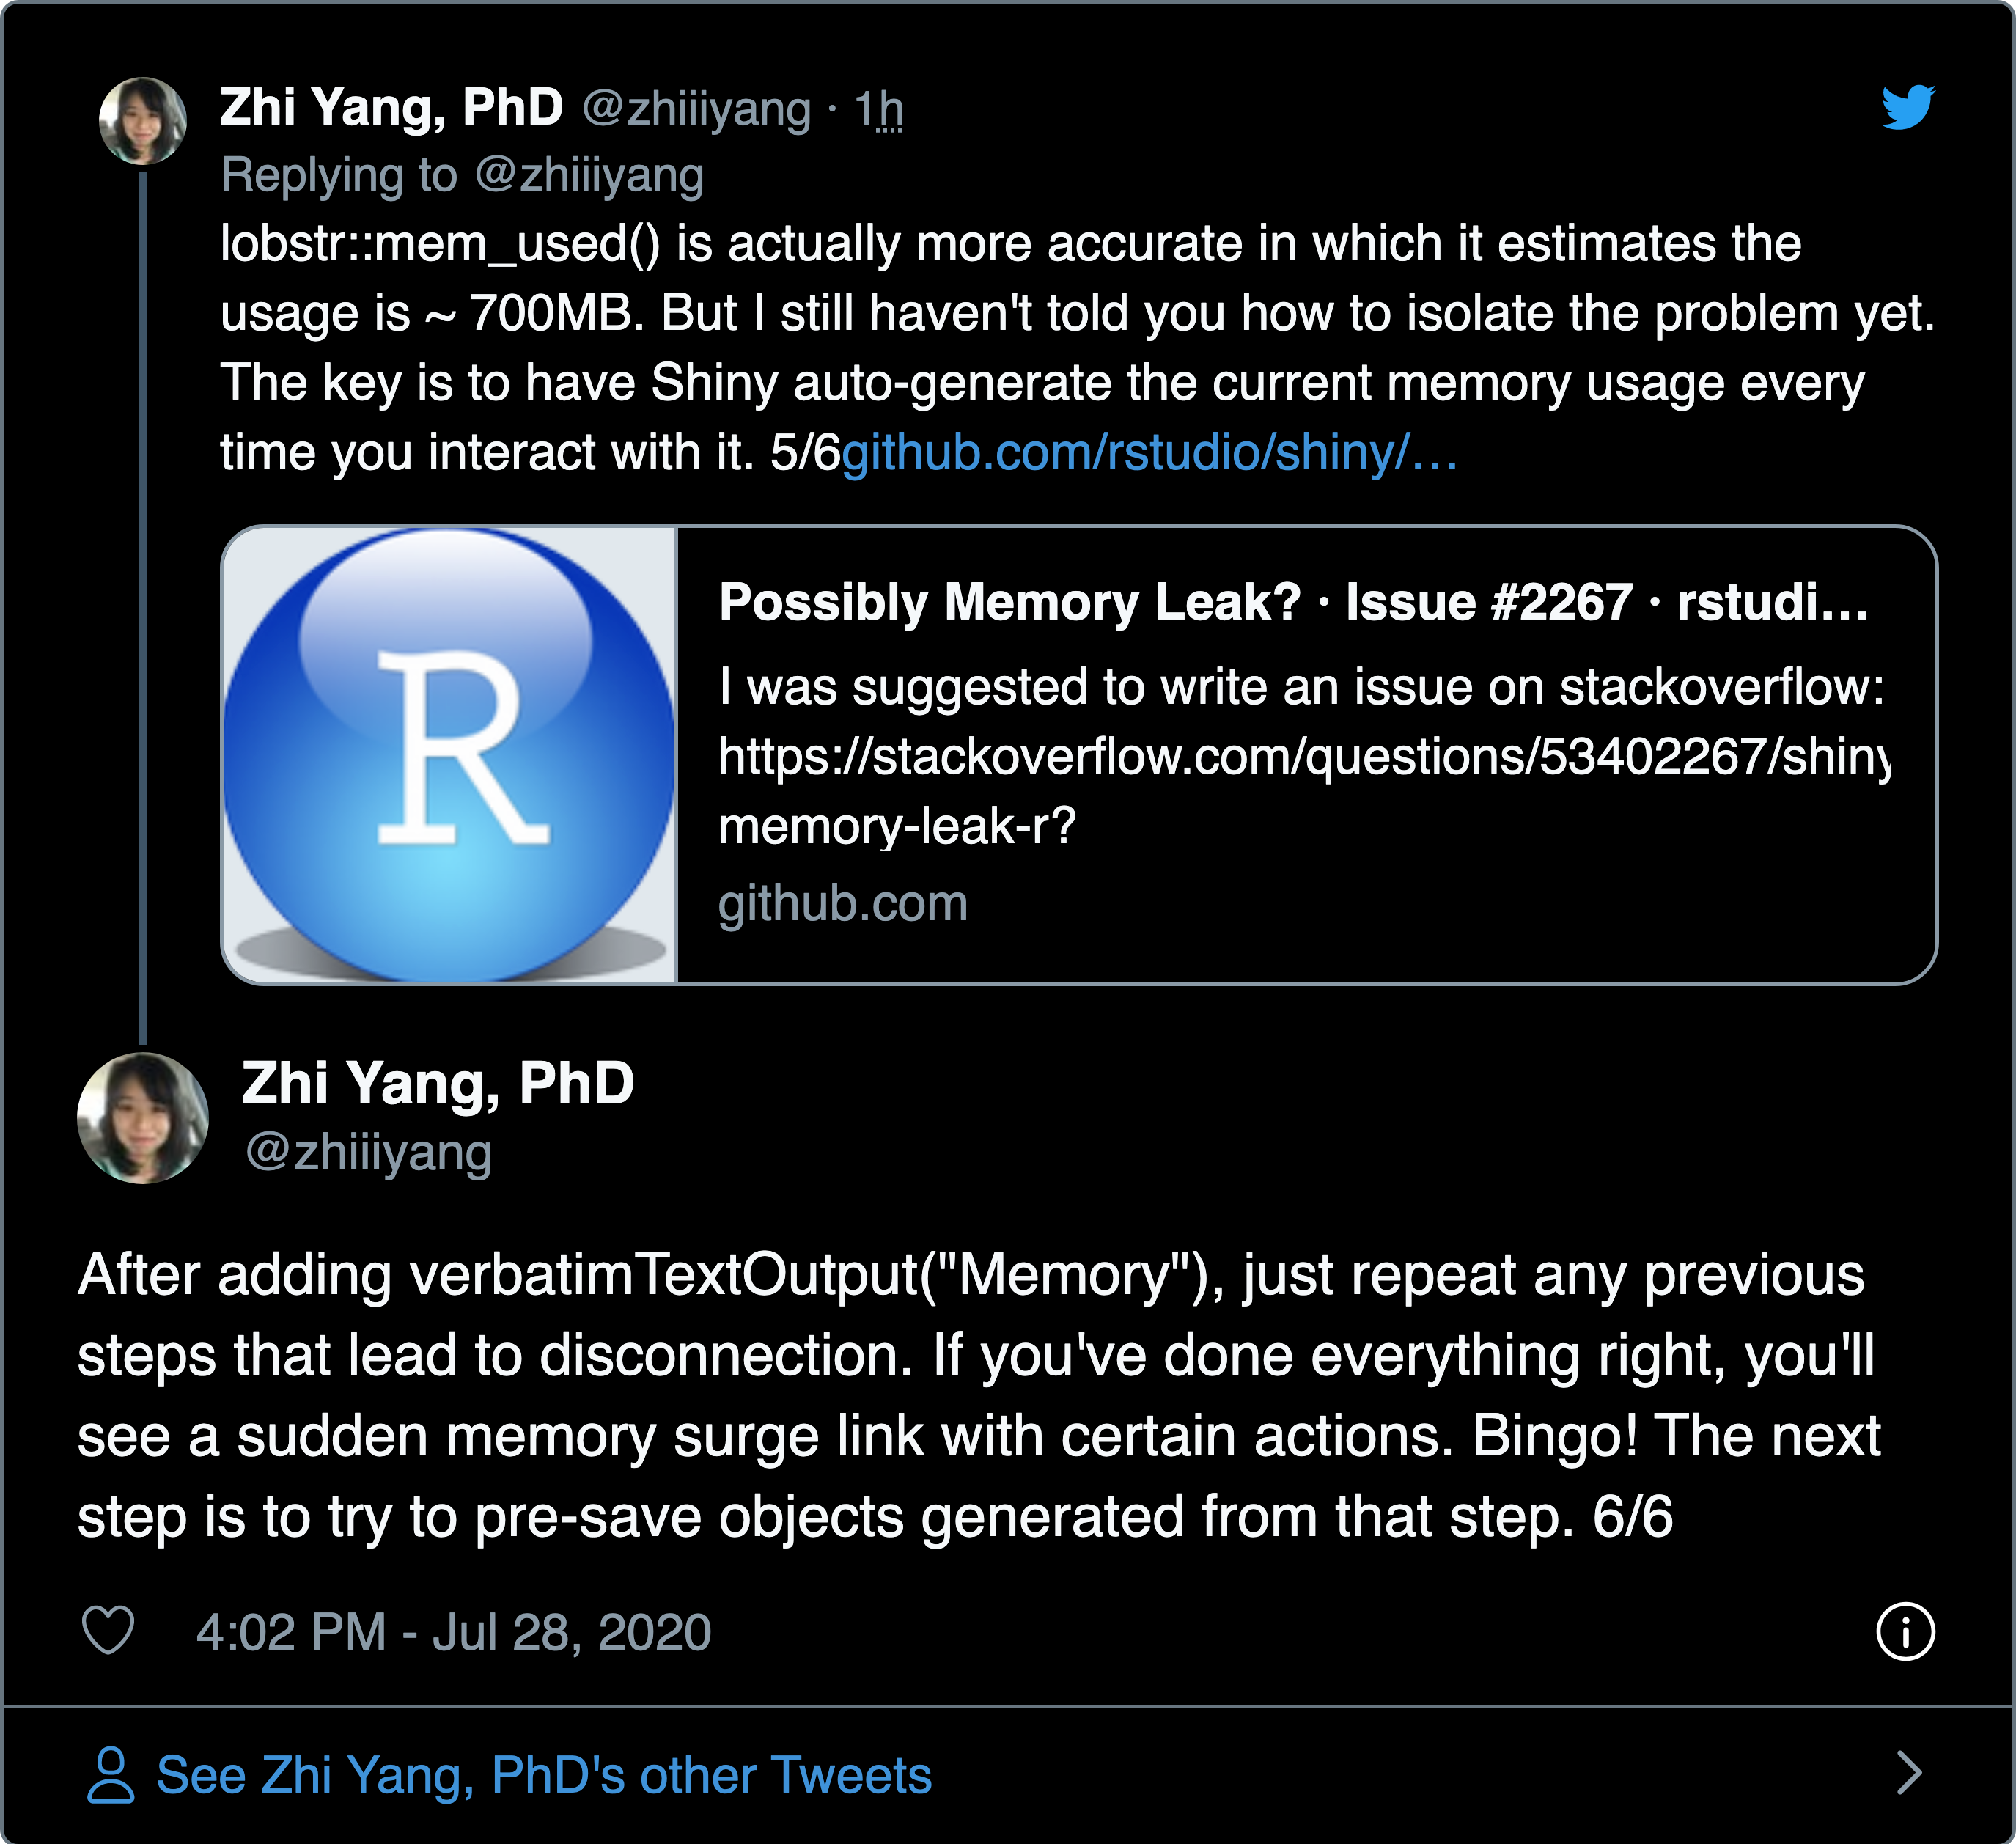 Zhi Yang, PhD @zhiiiyang · 1h
Replying to @zhiiiyang
lobstr::mem_used() is actually more accurate in which it estimates the
usage is ~ 700MB. But I still haven't told you how to isolate the problem yet.
The key is to have Shiny auto-generate the current memory usage every
time you interact with it. 5/6github.com/rstudio/shiny/…
R
Possibly Memory Leak? · Issue #2267 · rstudi…
I was suggested to write an issue on stackoverflow:
https://stackoverflow.com/questions/53402267/shiny
memory-leak-r?
github.com
Zhi Yang, PhD
@zhiiiyang
After adding verbatimTextOutput("Memory"), just repeat any previous
steps that lead to disconnection. If you've done everything right, you'll
see a sudden memory surge link with certain actions. Bingo! The next
step is to try to pre-save objects generated from that step. 6/6
4:02 PM - Jul 28, 2020
See Zhi Yang, PhD's other Tweets